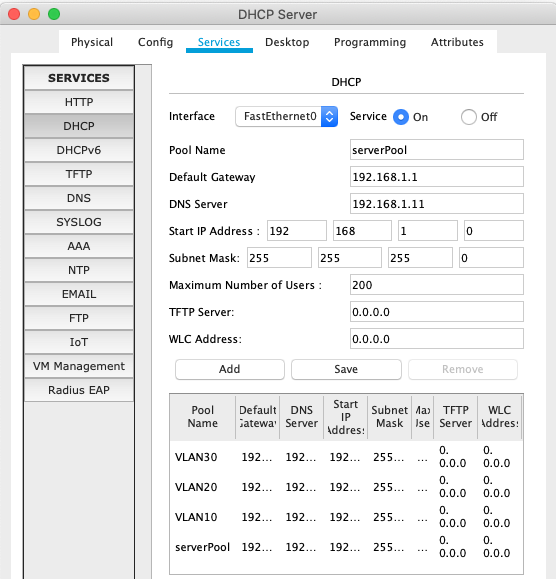 DHCP Server
Physical Config Services Desktop Programming Attributes
SERVICES
HTTP
DHCP
DHCPv6
TFTP
DNS
SYSLOG
AAA
NTP
EMAIL
FTP
IoT
VM Management
Radius EAP
DHCP
Interface FastEthernet0 Service On Off
Pool Name serverPool
Default Gateway 192.168.1.1
DNS Server 192.168.1.11
Start IP Address : 192 168 1 0
Subnet Mask: 255 255 255 0
Maximum Number of Users : 200
TFTP Server: 0.0.0.0
WLC Address: 0.0.0.0
Add Save Remove
Pool Name Default Gateway DNS Server Start IP Address Subnet Mask Max Use TFTP Server WLC Address
VLAN30 192... 192... 192... 255... ... 0.0.0.0 0.0.0.0
VLAN20 192... 192... 192... 255... ... 0.0.0.0 0.0.0.0
VLAN10 192... 192... 192... 255... ... 0.0.0.0 0.0.0.0
serverPool 192... 192... 192... 255... ... 0.0.0.0 0.0.0.0